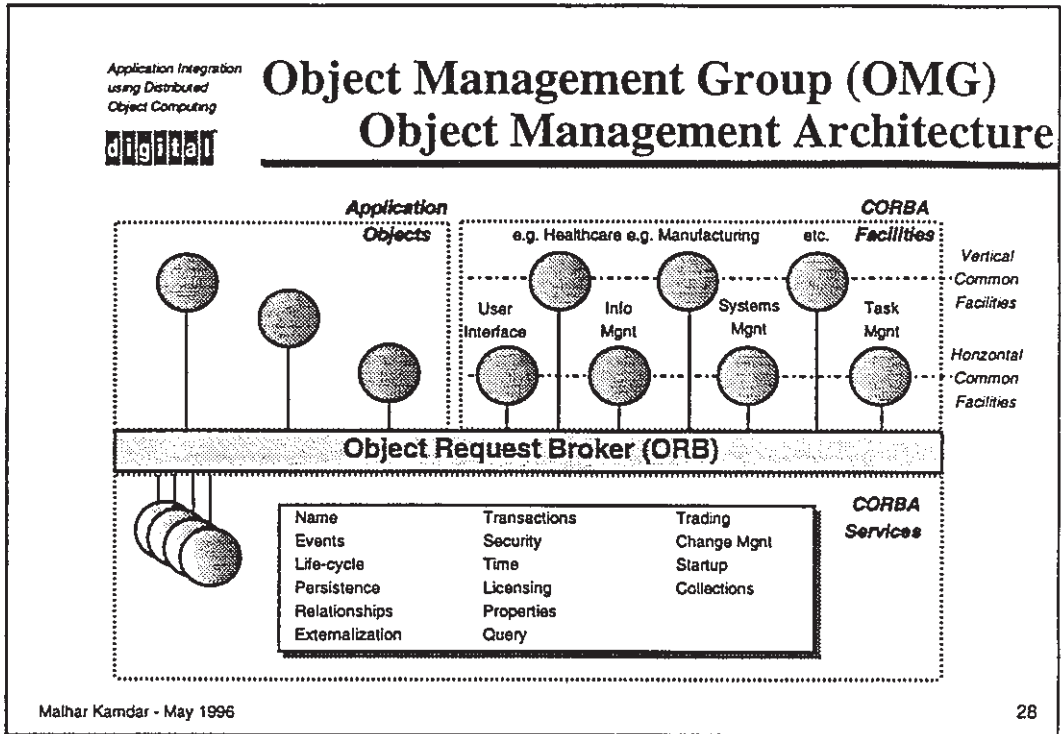 Application Integration
using Distributed
Object Computing
digital
Object Management Group (OMG)
Object Management Architecture
Application
Objects
CORBA
Facilities
e.g. Healthcare e.g. Manufacturing etc.
Vertical
Common
Facilities
User
Interface
Info
Mgnt
Systems
Mgnt
Task
Mgnt
Horizontal
Common
Facilities
Object Request Broker (ORB)
CORBA
Services
Name Transactions Trading
Events Security Change Mgnt
Life-cycle Time Startup
Persistence Licensing Collections
Relationships Properties
Externalization Query
Malhar Kamdar - May 1996
28